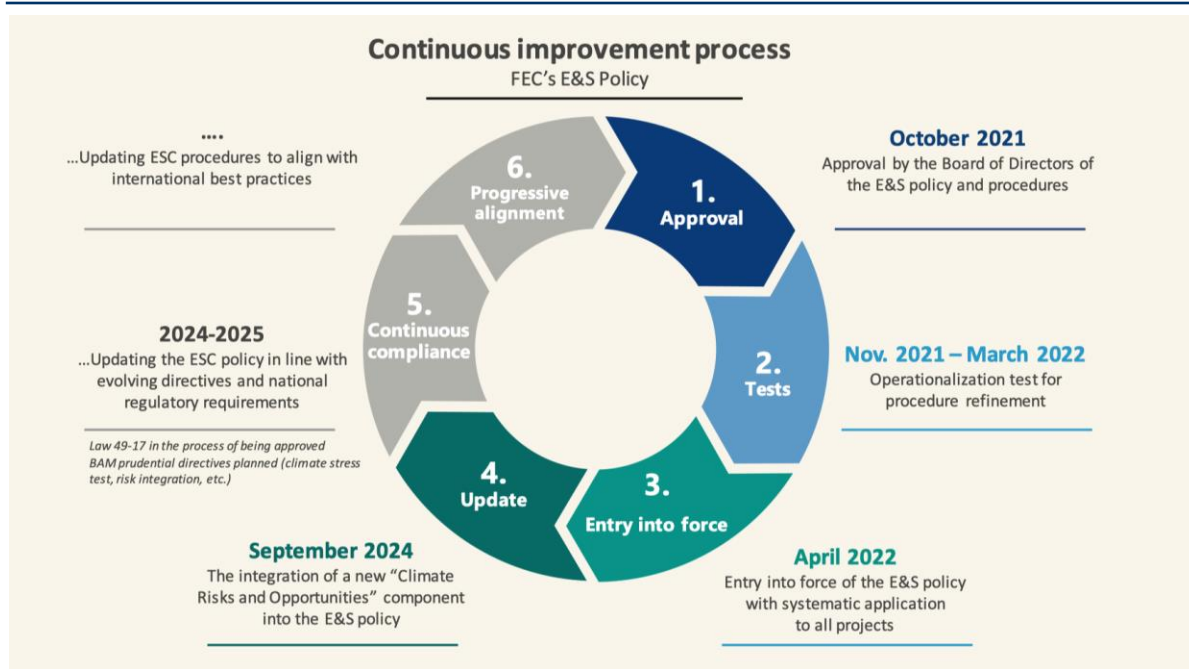 Continuous improvement process
FEC's E&S Policy
1.
Approval
October 2021
Approval by the Board of Directors of
the E&S policy and procedures
2.
Tests
Nov. 2021 – March 2022
Operationalization test for
procedure refinement
3.
Entry into force
April 2022
Entry into force of the E&S policy
with systematic application
to all projects
4.
Update
September 2024
The integration of a new “Climate
Risks and Opportunities” component
into the E&S policy
5.
Continuous
compliance
2024-2025
...Updating the ESC policy in line with
evolving directives and national
regulatory requirements
Law 49-17 in the process of being approved
BAM prudential directives planned (climate stress
test, risk integration, etc.)
6.
Progressive
alignment
....
...Updating ESC procedures to align with
international best practices